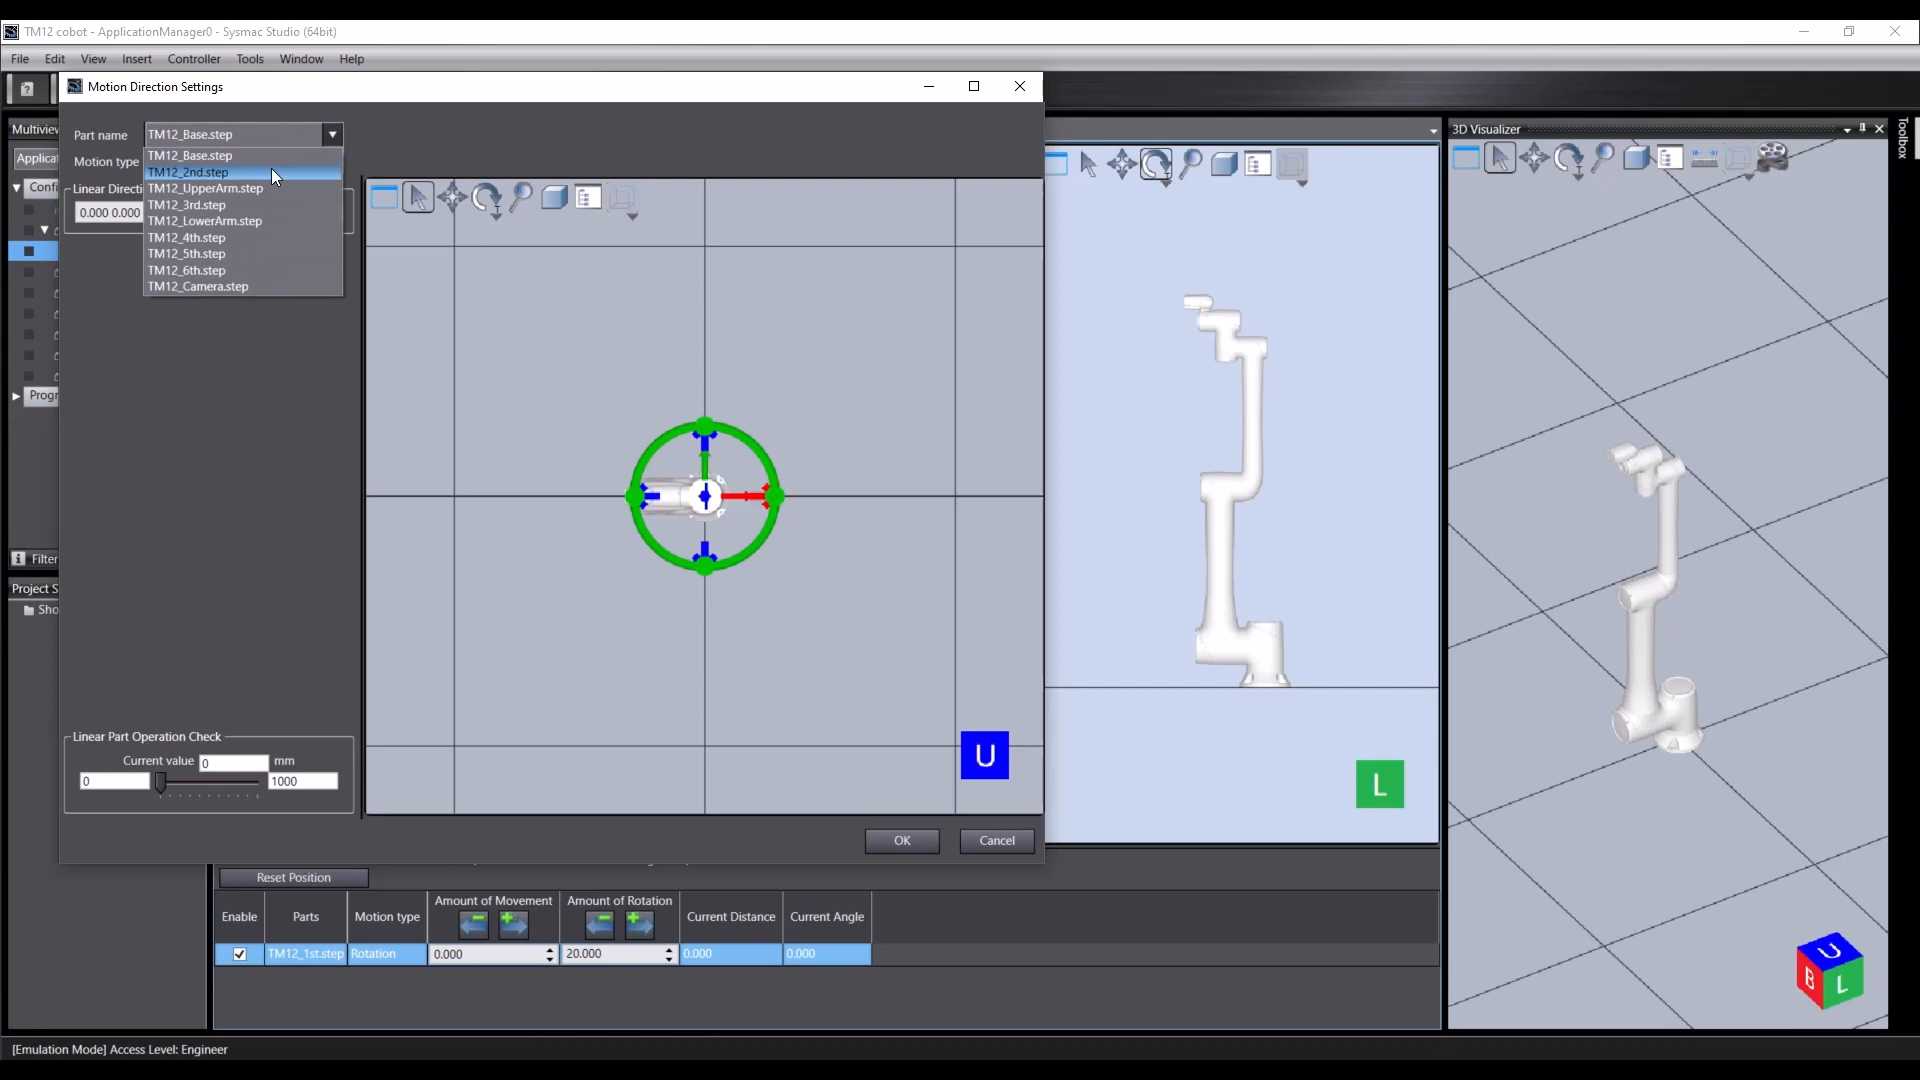 TM12 cobot - ApplicationManager0 - Sysmac Studio (64bit)
File Edit View Insert Controller Tools Window Help
Motion Direction Settings
Multiview
Part name TM12_Base.step
Motion type
TM12_Base.step
TM12_2nd.step
TM12_UpperArm.step
TM12_3rd.step
TM12_LowerArm.step
TM12_4th.step
TM12_5th.step
TM12_6th.step
TM12_Camera.step
Linear Directi
0.000 0.000
Applica
Confi
Progr
Filter
Project S
Sho
3D Visualizer
Toolbox
U
L
Linear Part Operation Check
Current value 0 mm
0 1000
OK Cancel
Reset Position
Enable Parts Motion type Amount of Movement Amount of Rotation Current Distance Current Angle
TM12_1st.step Rotation 0.000 20.000 0.000 0.000
U
B L
[Emulation Mode] Access Level: Engineer